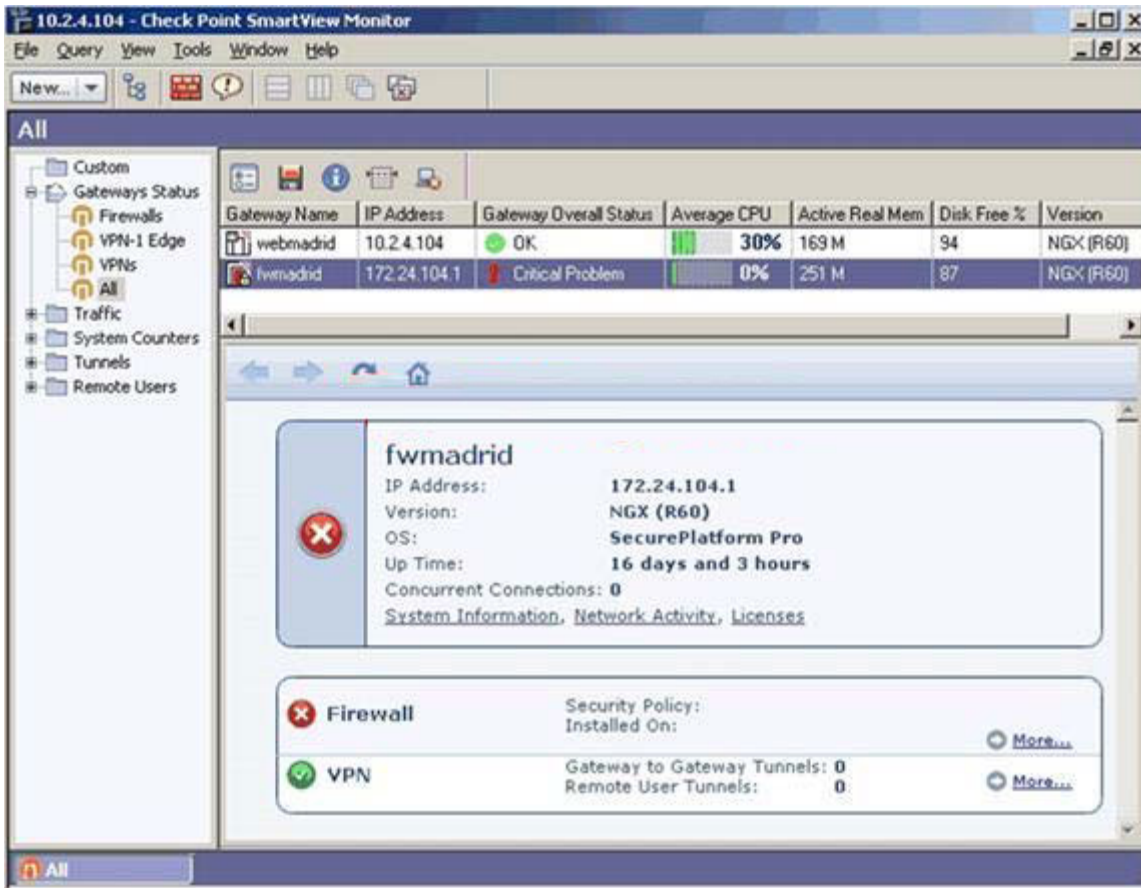 10.2.4.104 - Check Point SmartView Monitor
File Query View Tools Window Help
New...
All
Custom
Gateways Status
Firewalls
VPN-1 Edge
VPNs
All
Traffic
System Counters
Tunnels
Remote Users
Gateway Name IP Address Gateway Overall Status Average CPU Active Real Mem Disk Free % Version
webmadrid 10.2.4.104 OK 30% 169 M 94 NGX (R60)
fwmadrid 172.24.104.1 Critical Problem 0% 251 M 87 NGX (R60)
fwmadrid
IP Address: 172.24.104.1
Version: NGX (R60)
OS: SecurePlatform Pro
Up Time: 16 days and 3 hours
Concurrent Connections: 0
System Information, Network Activity, Licenses
Firewall
Security Policy:
Installed On:
More...
VPN
Gateway to Gateway Tunnels: 0
Remote User Tunnels: 0
More...
All